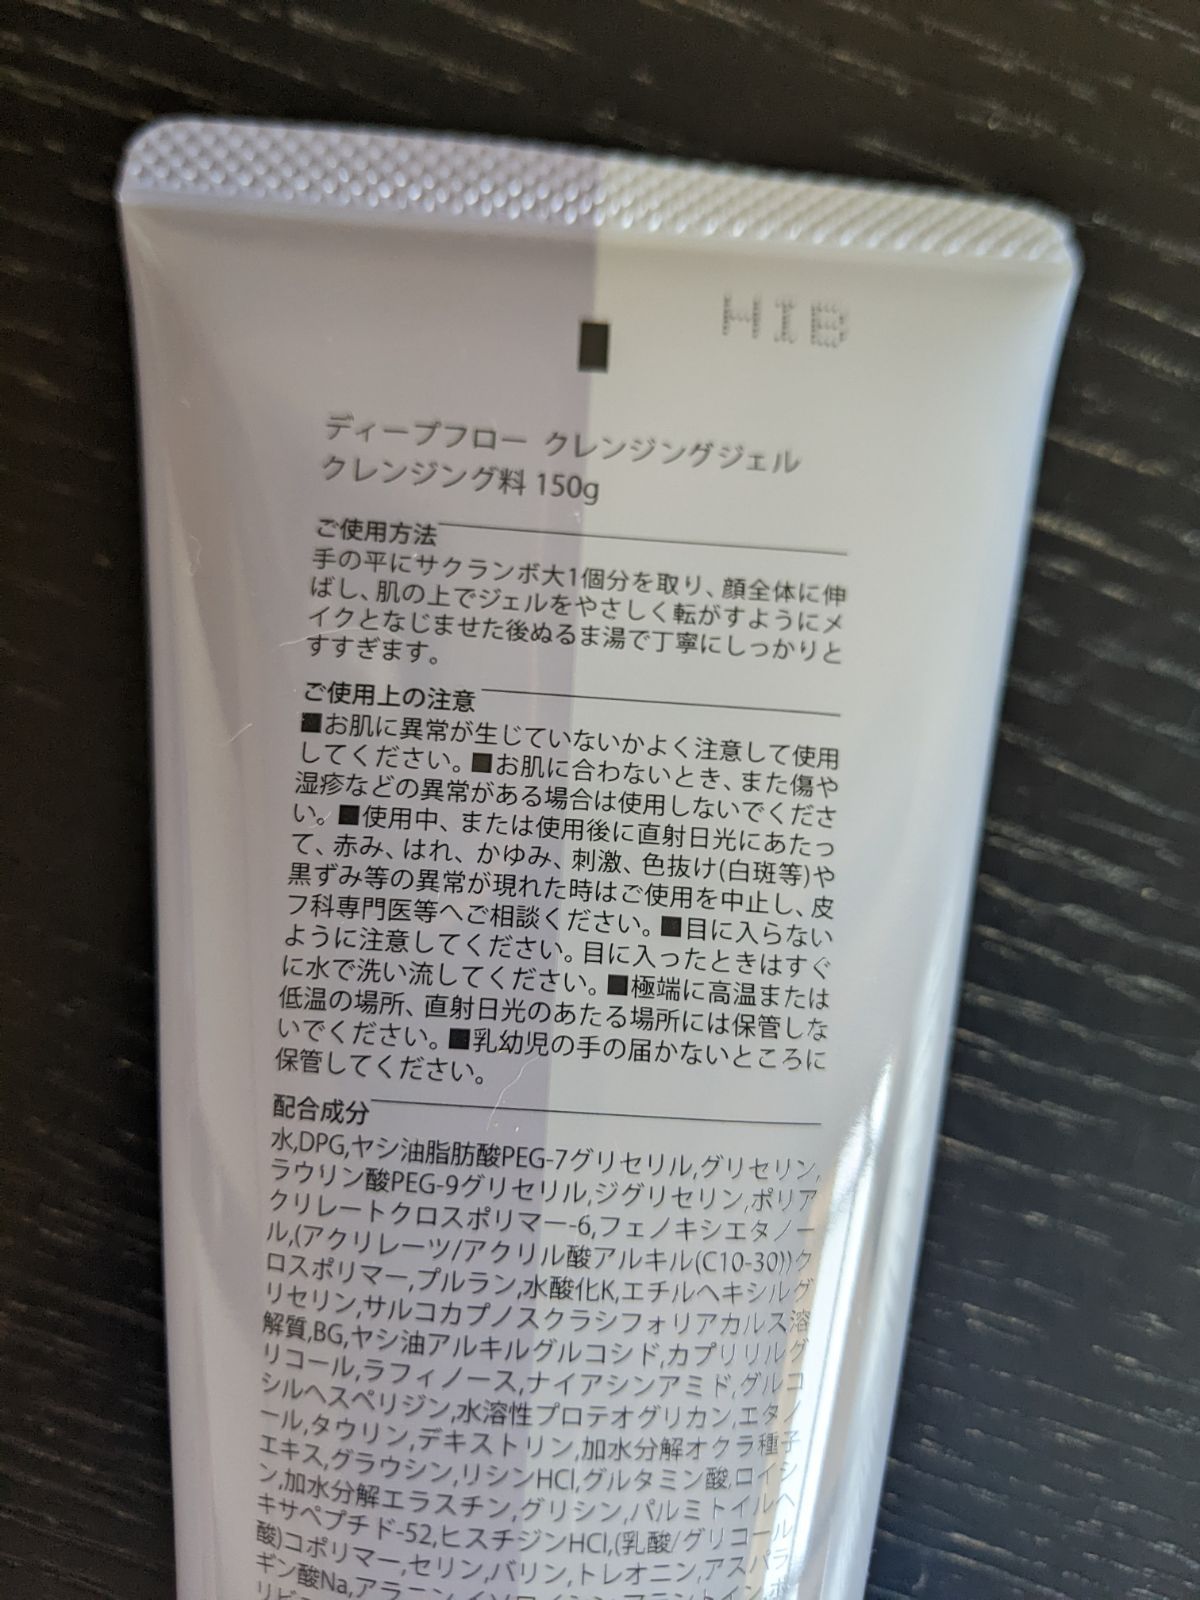 H1B
ディープフロー クレンジングジェル
クレンジング料 150g
ご使用方法
手の平にサクランボ大1個分を取り、顔全体に伸
ばし、肌の上でジェルをやさしく転がすようにメ
イクとなじませた後ぬるま湯で丁寧にしっかりと
すすぎます。
ご使用上の注意
■お肌に異常が生じていないかよく注意して使用
してください。■お肌に合わないとき、また傷や
湿疹などの異常がある場合は使用しないでくださ
い。■使用中、または使用後に直射日光にあたっ
て、赤み、はれ、かゆみ、刺激、色抜け(白斑等)や
黒ずみ等の異常が現れた時はご使用を中止し、皮
フ科専門医等へご相談ください。■目に入らない
ように注意してください。目に入ったときはすぐ
に水で洗い流してください。■極端に高温または
低温の場所、直射日光のあたる場所には保管しな
いでください。■乳幼児の手の届かないところに
保管してください。
配合成分
水,DPG,ヤシ油脂肪酸PEG-7グリセリル,グリセリン,
ラウリン酸PEG-9グリセリル,ジグリセリン,ポリア
クリレートクロスポリマー-6,フェノキシエタノー
ル,(アクリレーツ/アクリル酸アルキル(C10-30))ク
ロスポリマー,プルラン,水酸化K,エチルヘキシルグ
リセリン,サルコカプノスクラシフォリアカルス溶
解質,BG,ヤシ油アルキルグルコシド,カプリリルグ
リコール,ラフィノース,ナイアシンアミド,グルコ
シルヘスペリジン,水溶性プロテオグリカン,エタノ
ール,タウリン,デキストリン,加水分解オクラ種子
エキス,グラウシン,リシンHCl,グルタミン酸,ロイシ
ン,加水分解エラスチン,グリシン,パルミトイルヘ
キサペプチド-52,ヒスチジンHCl,(乳酸/グリコール
酸)コポリマー,セリン,バリン,トレオニン,アスパラ
ギン酸Na,アラニン,イソロイシン,アラントイン,ポ